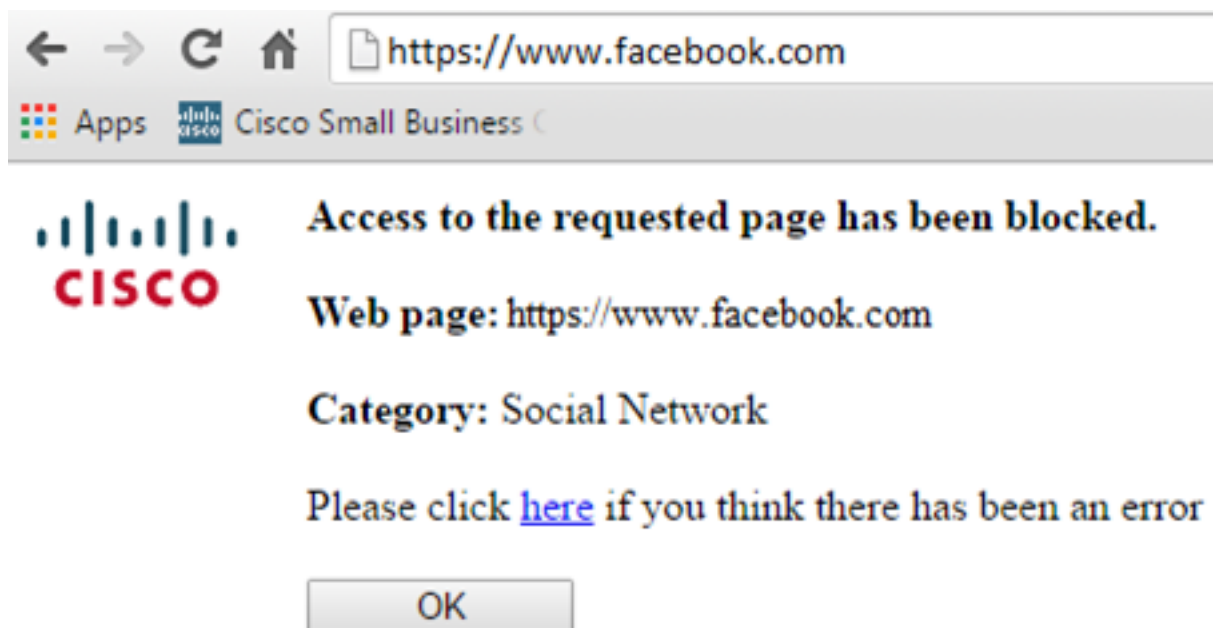 https://www.facebook.com
Apps Cisco Small Business
CISCO
Access to the requested page has been blocked.
Web page: https://www.facebook.com
Category: Social Network
Please click here if you think there has been an error
OK